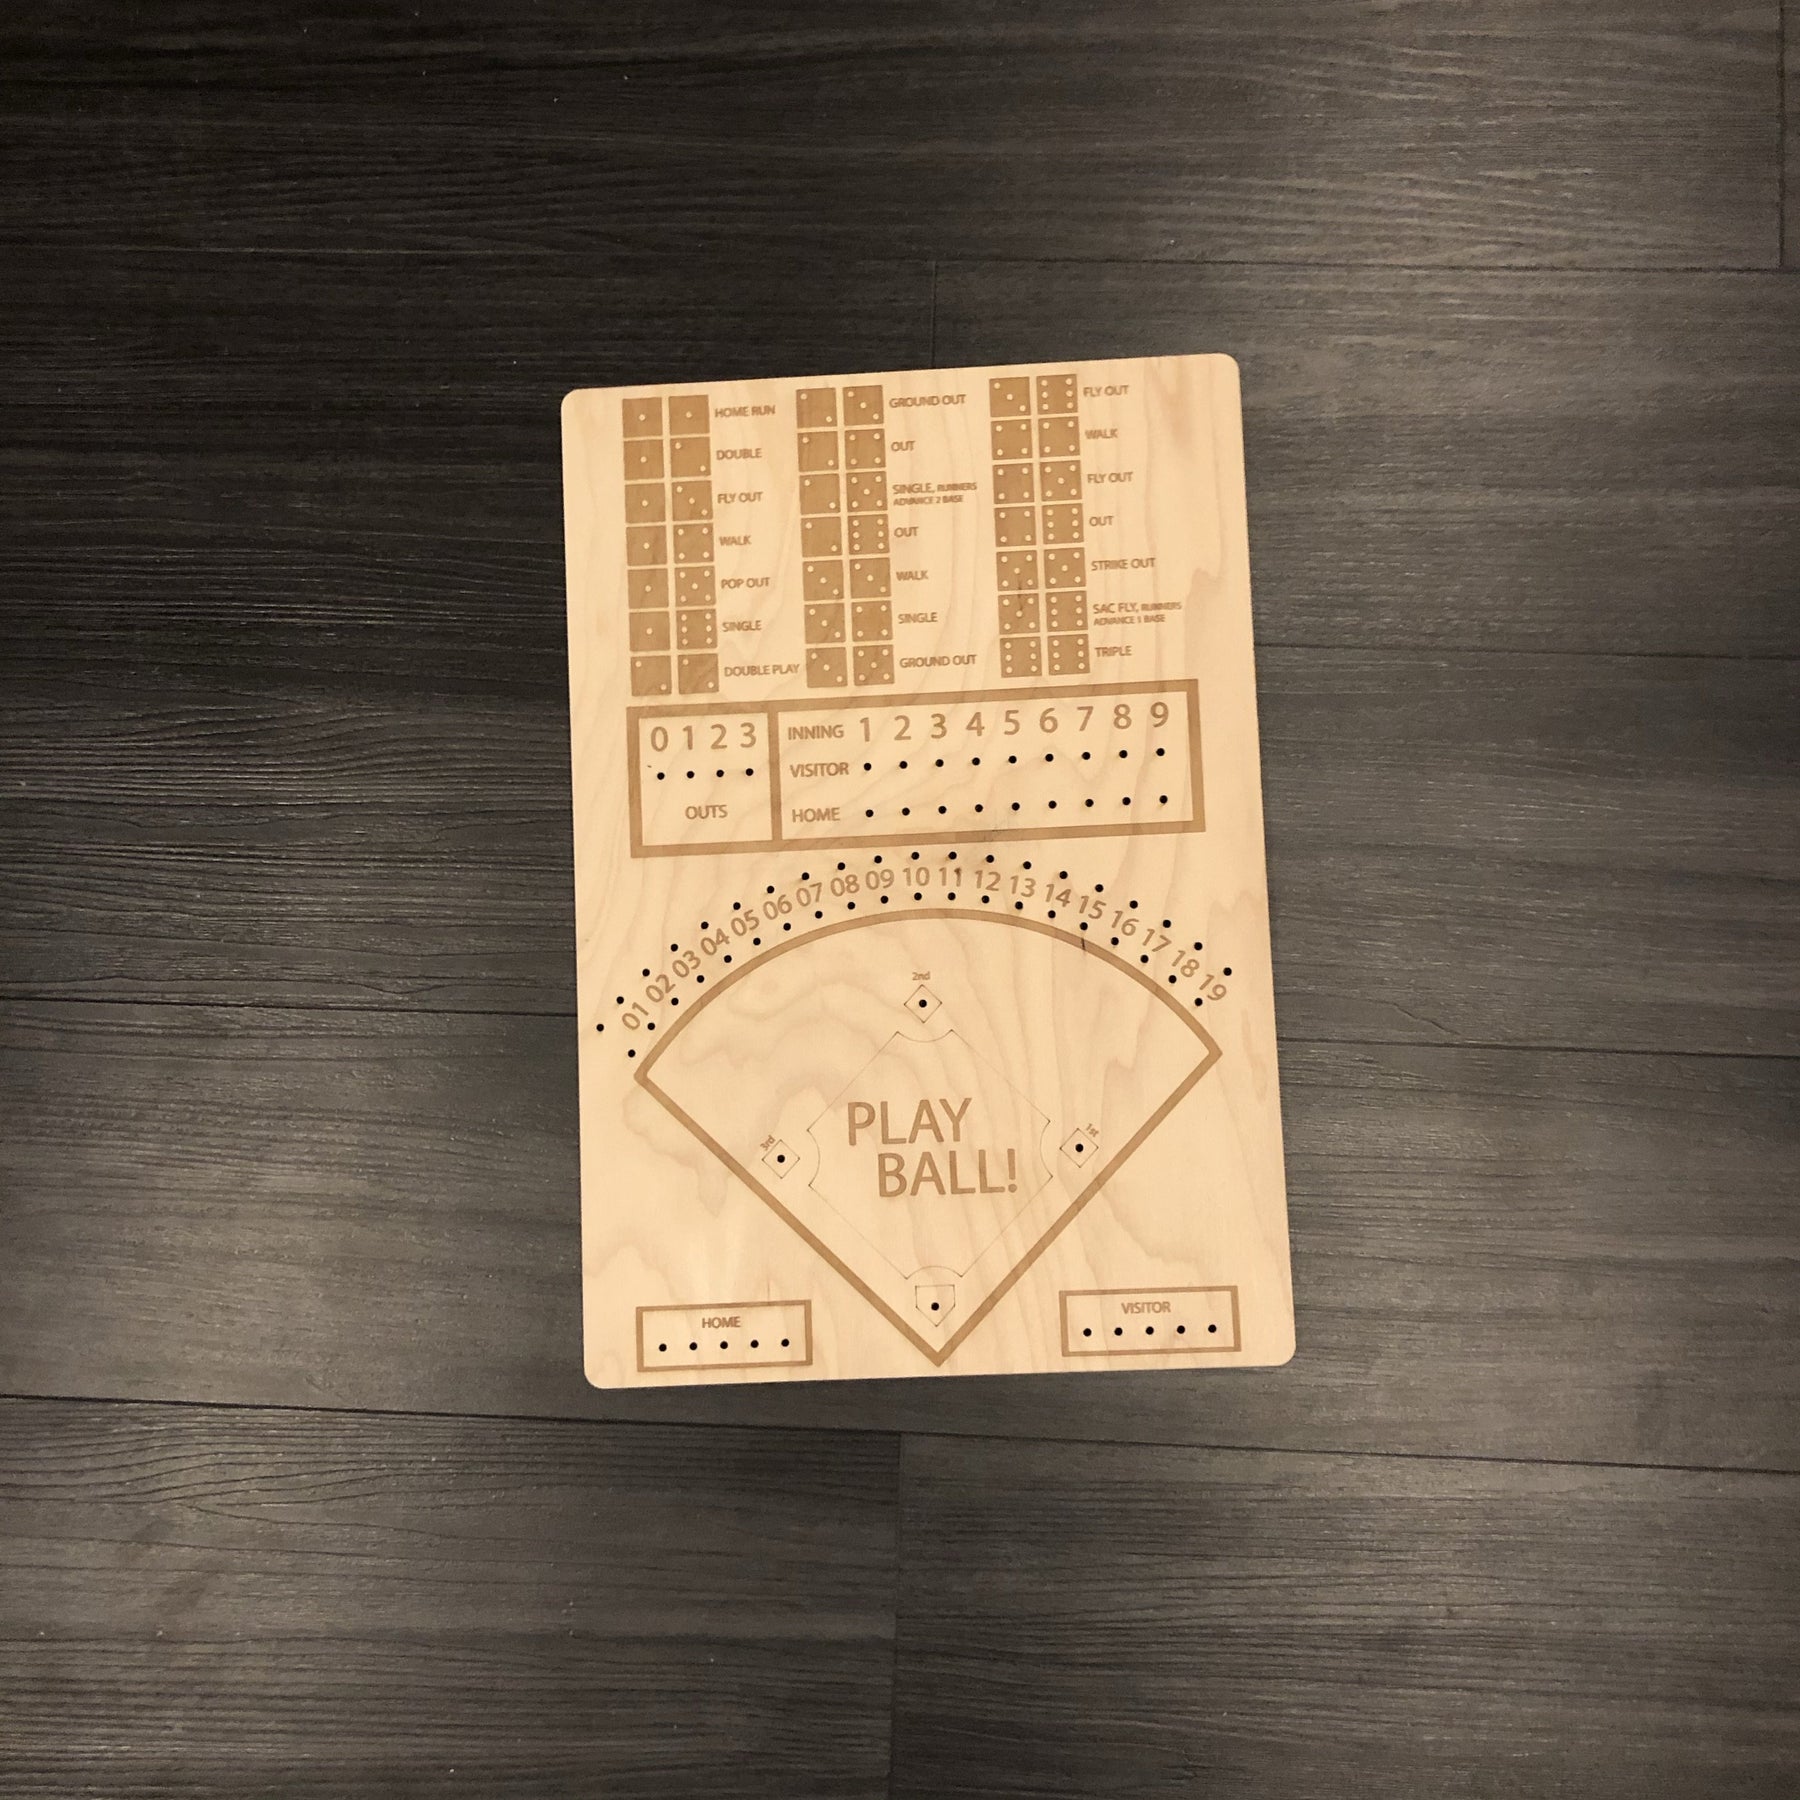 HOME RUN
DOUBLE
FLY OUT
WALK
POP OUT
SINGLE
DOUBLE PLAY
GROUND OUT
OUT
SINGLE, RUNNERS
ADVANCE 2 BASE
OUT
WALK
SINGLE
GROUND OUT
FLY OUT
WALK
FLY OUT
OUT
STRIKE OUT
SAC FLY, RUNNERS
ADVANCE 1 BASE
TRIPLE
0 1 2 3
OUTS
INNING 1 2 3 4 5 6 7 8 9
VISITOR
HOME
01 02 03 04 05 06 07 08 09 10 11 12 13 14 15 16 17 18 19
2nd
3rd
1st
PLAY
BALL!
HOME
VISITOR